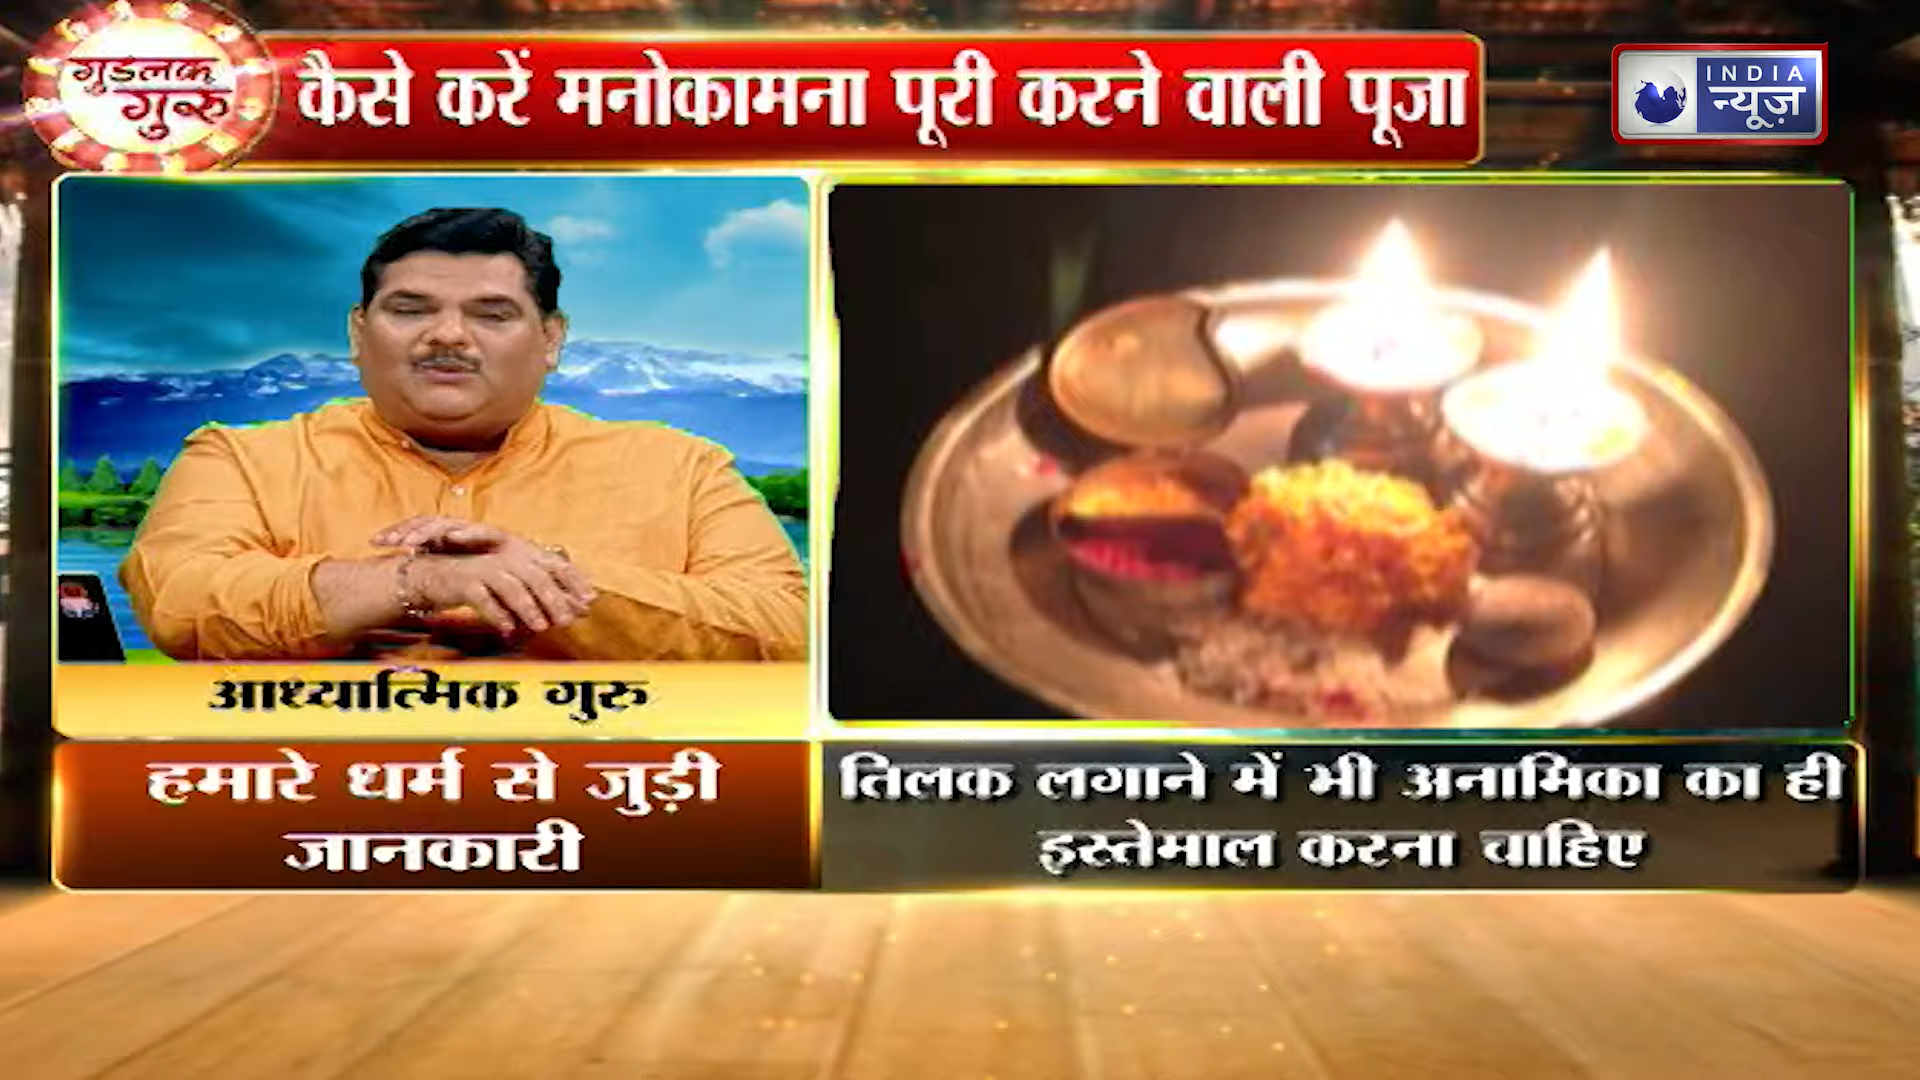 गुडलक
गुरु
कैसे करें मनोकामना पूरी करने वाली पूजा
INDIA
न्यूज़
आध्यात्मिक गुरु
हमारे धर्म से जुड़ी
जानकारी
तिलक लगाने में भी अनामिका का ही
इस्तेमाल करना चाहिए